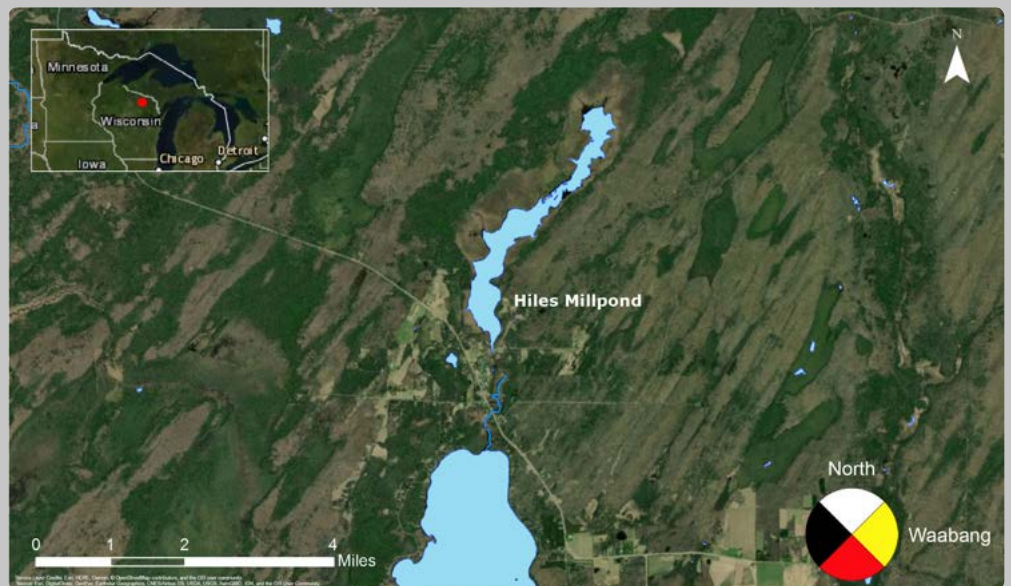 Minnesota
Wisconsin
Iowa
Chicago
Detroit
N
Hiles Millpond
North
Waabang
0 1 2 4
Miles